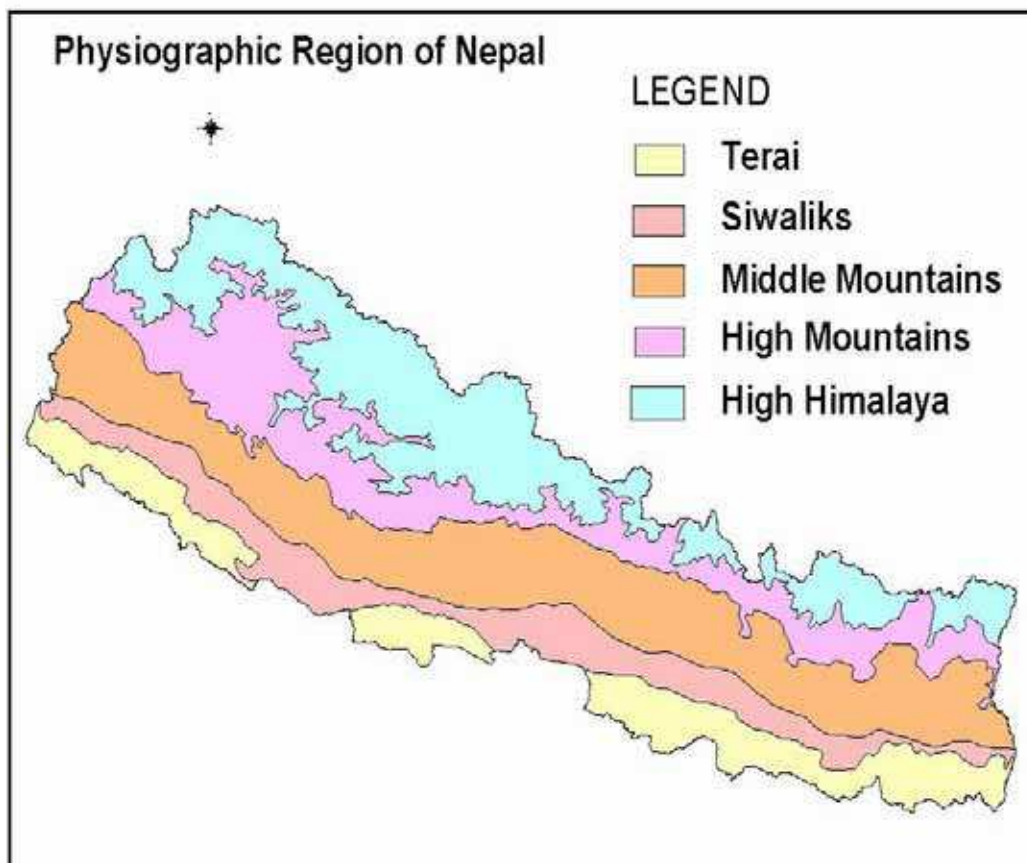 Physiographic Region of Nepal
LEGEND
Terai
Siwaliks
Middle Mountains
High Mountains
High Himalaya